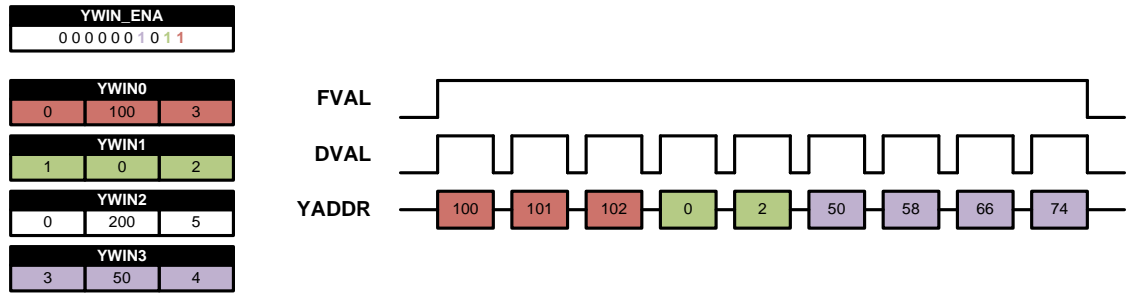 YWIN_ENA
0 0 0 0 0 0 1 0 1 1
YWIN0
0 100 3
YWIN1
1 0 2
YWIN2
0 200 5
YWIN3
3 50 4
FVAL
DVAL
YADDR 100 101 102 0 2 50 58 66 74